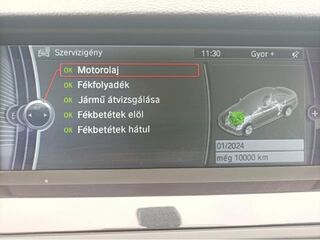 Szervizigény 11:30 Gyor +
OK Motorolaj
OK Fékfolyadék
OK Jármű átvizsgálása
OK Fékbetétek elöl
OK Fékbetétek hátul
01/2024
még 10000 km